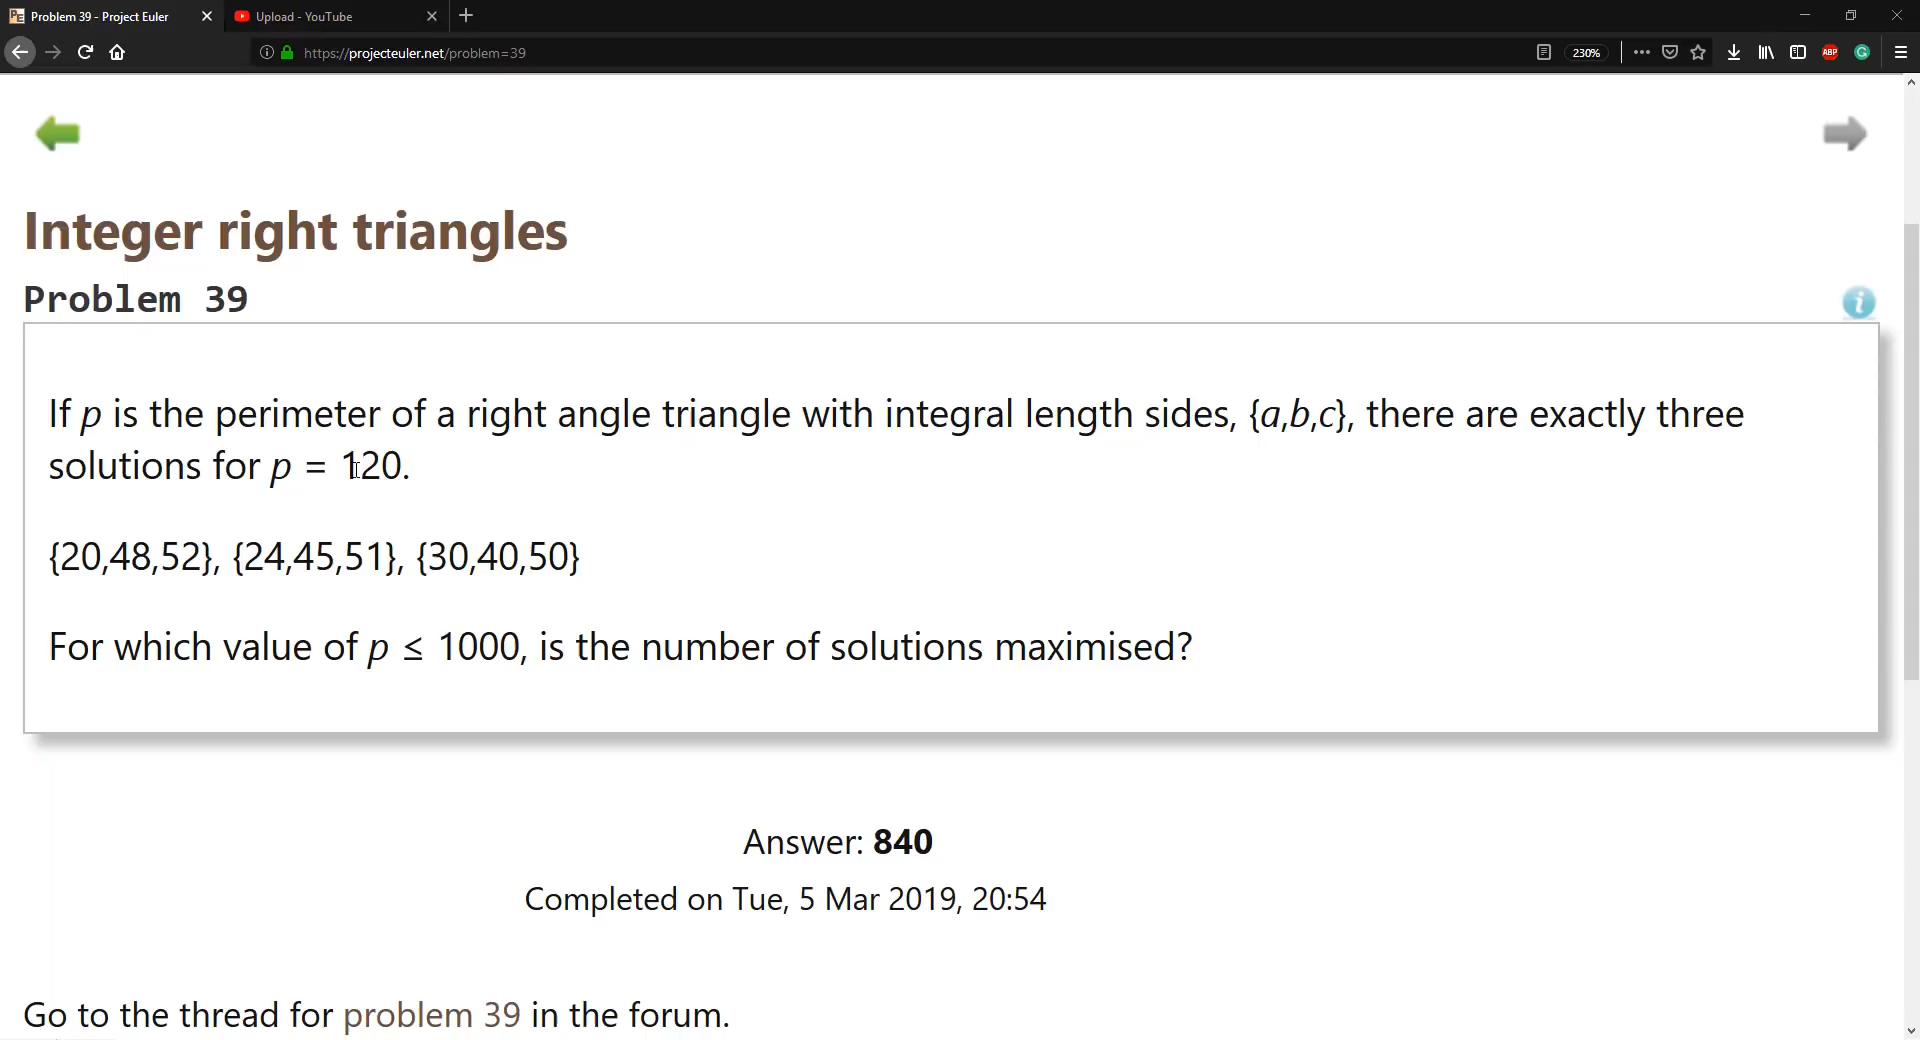 Problem 39 - Project Euler
Upload - YouTube
https://projecteuler.net/problem=39
230%
ABP
Integer right triangles
Problem 39
If p is the perimeter of a right angle triangle with integral length sides, {a,b,c}, there are exactly three
solutions for p = 120.
{20,48,52}, {24,45,51}, {30,40,50}
For which value of p ≤ 1000, is the number of solutions maximised?
Answer: 840
Completed on Tue, 5 Mar 2019, 20:54
Go to the thread for problem 39 in the forum.